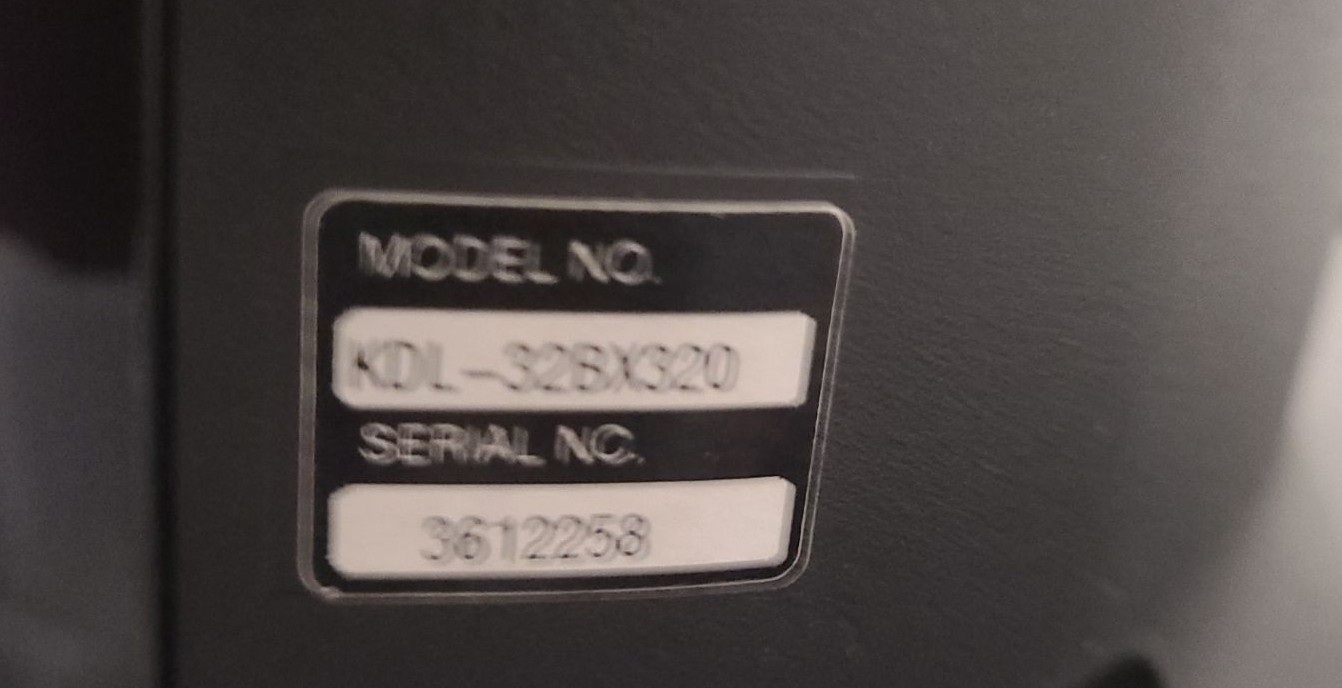 MODEL NO.
KDL-32BX320
SERIAL NO.
3612258